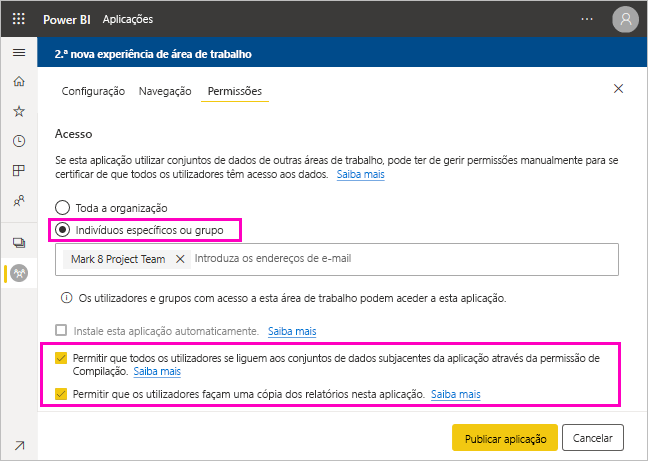 Power BI Aplicações
2.ª nova experiência de área de trabalho
Configuração Navegação Permissões
Acesso
Se esta aplicação utilizar conjuntos de dados de outras áreas de trabalho, pode ter de gerir permissões manualmente para se
certificar de que todos os utilizadores têm acesso aos dados. Saiba mais
Toda a organização
Indivíduos específicos ou grupo
Mark 8 Project Team Introduza os endereços de e-mail
Os utilizadores e grupos com acesso a esta área de trabalho podem aceder a esta aplicação.
Instale esta aplicação automaticamente. Saiba mais
Permitir que todos os utilizadores se liguem aos conjuntos de dados subjacentes da aplicação através da permissão de
Compilação. Saiba mais
Permitir que os utilizadores façam uma cópia dos relatórios nesta aplicação. Saiba mais
Publicar aplicação Cancelar